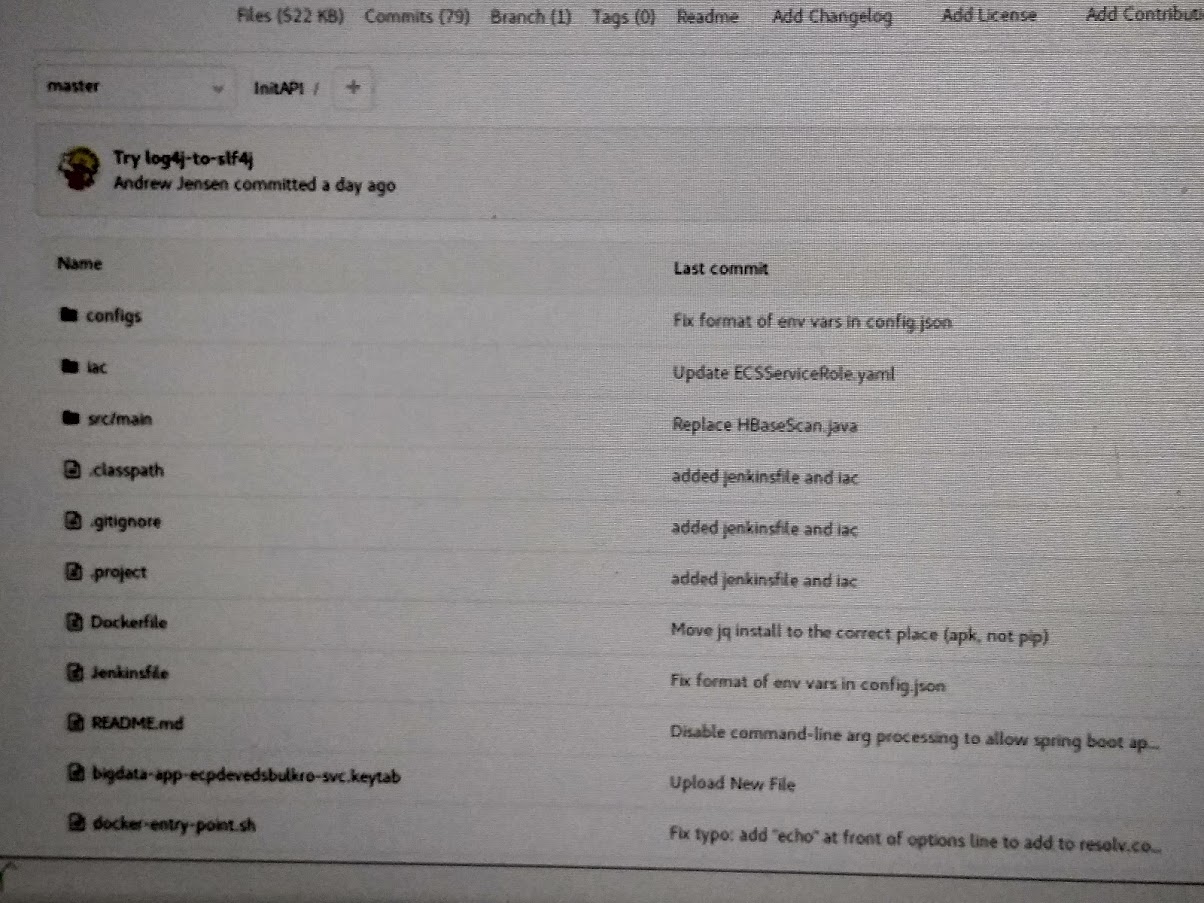 Files (522 KB) Commits (79) Branch (1) Tags (0) Readme Add Changelog Add License Add Contribut
master InitAPI / +
Try log4j-to-slf4j
Andrew Jensen committed a day ago
Name Last commit
configs Fix format of env vars in config.json
iac Update ECSServiceRole.yaml
src/main Replace HBaseScan.java
.classpath added jenkinsfile and iac
.gitignore added jenkinsfile and iac
.project added jenkinsfile and iac
Dockerfile Move jq install to the correct place (apk, not pip)
Jenkinsfile Fix format of env vars in config.json
README.md Disable command-line arg processing to allow spring boot ap...
bigdata-app-ecpdevedsbulkro-svc.keytab Upload New File
docker-entry-point.sh Fix typo: add "echo" at front of options line to add to resolv.co...